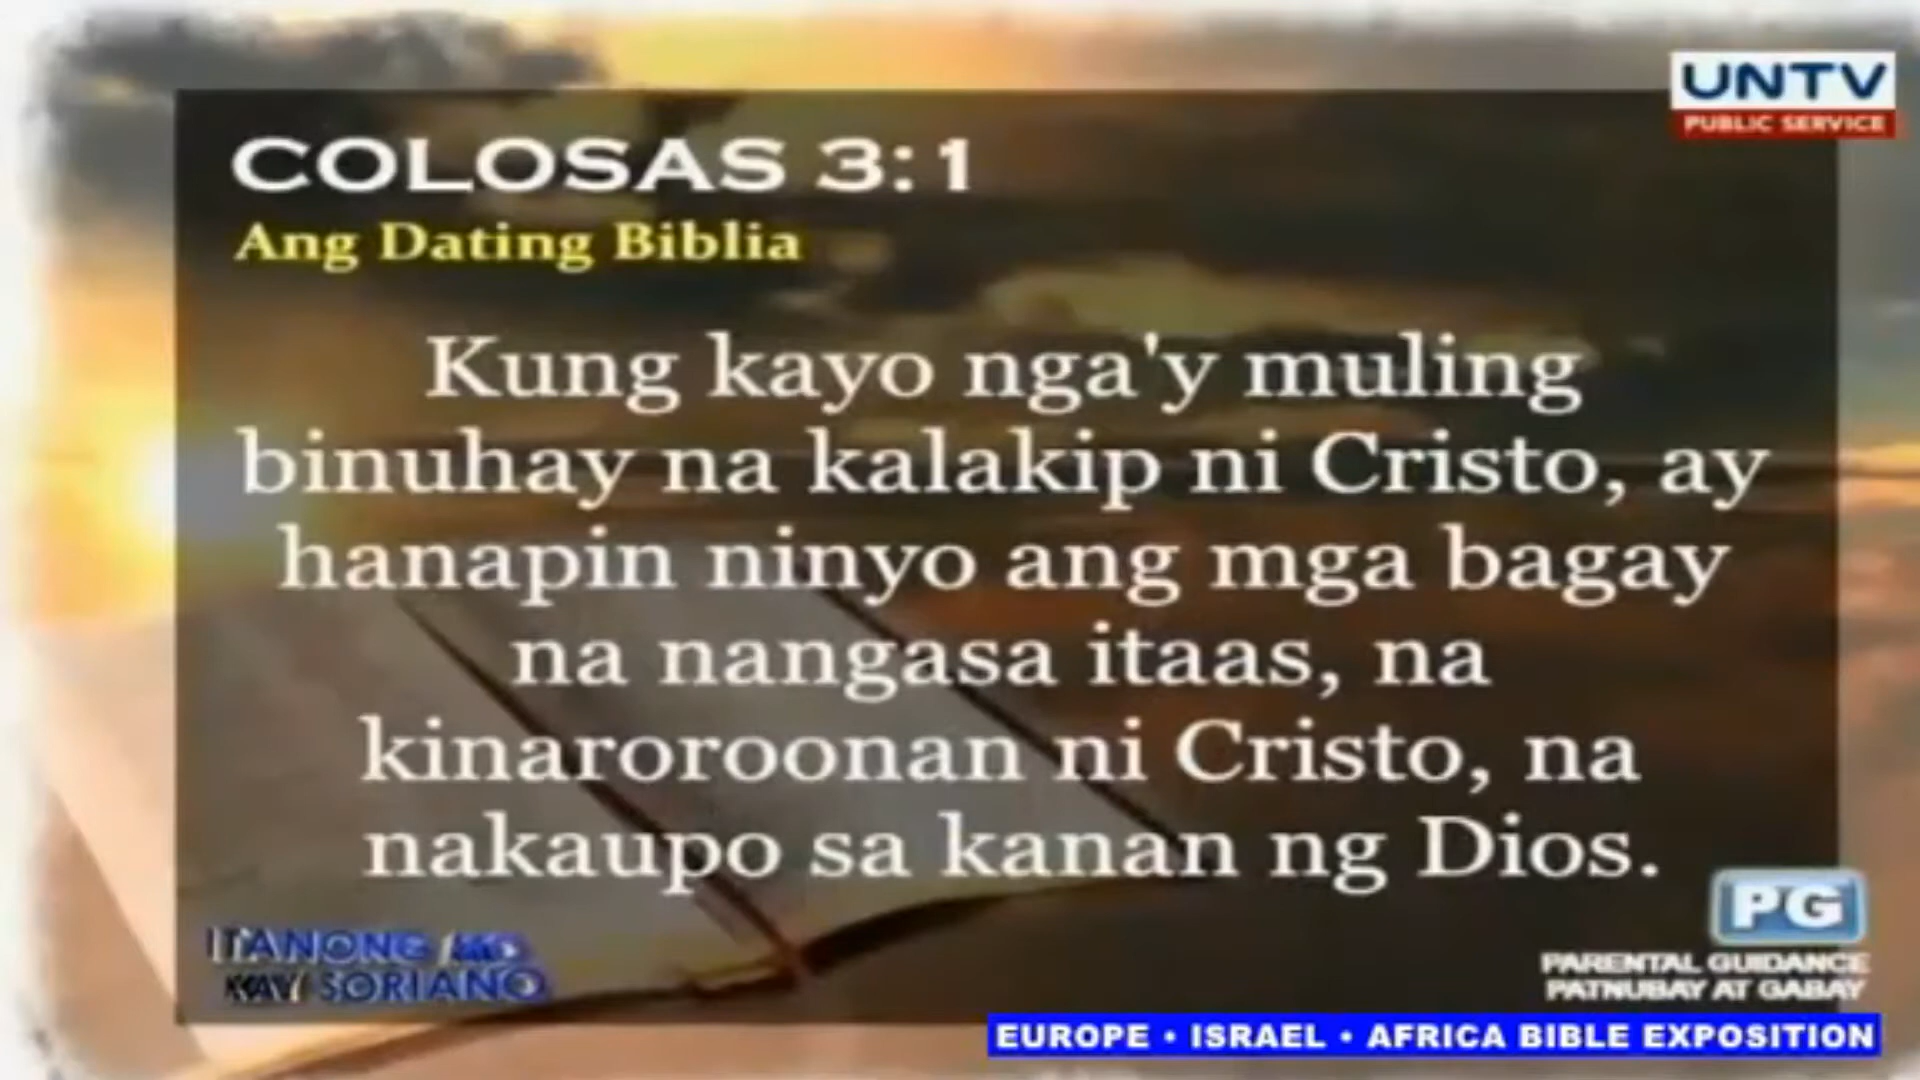 UNTV
PUBLIC SERVICE
COLOSAS 3:1
Ang Dating Biblia
Kung kayo nga'y muling
binuhay na kalakip ni Cristo, ay
hanapin ninyo ang mga bagay
na nangasa itaas, na
kinaroroonan ni Cristo, na
nakaupo sa kanan ng Dios.
ITANONG MO
KAY SORIANO
PG
PARENTAL GUIDANCE
PATNUBAY AT GABAY
EUROPE • ISRAEL • AFRICA BIBLE EXPOSITION